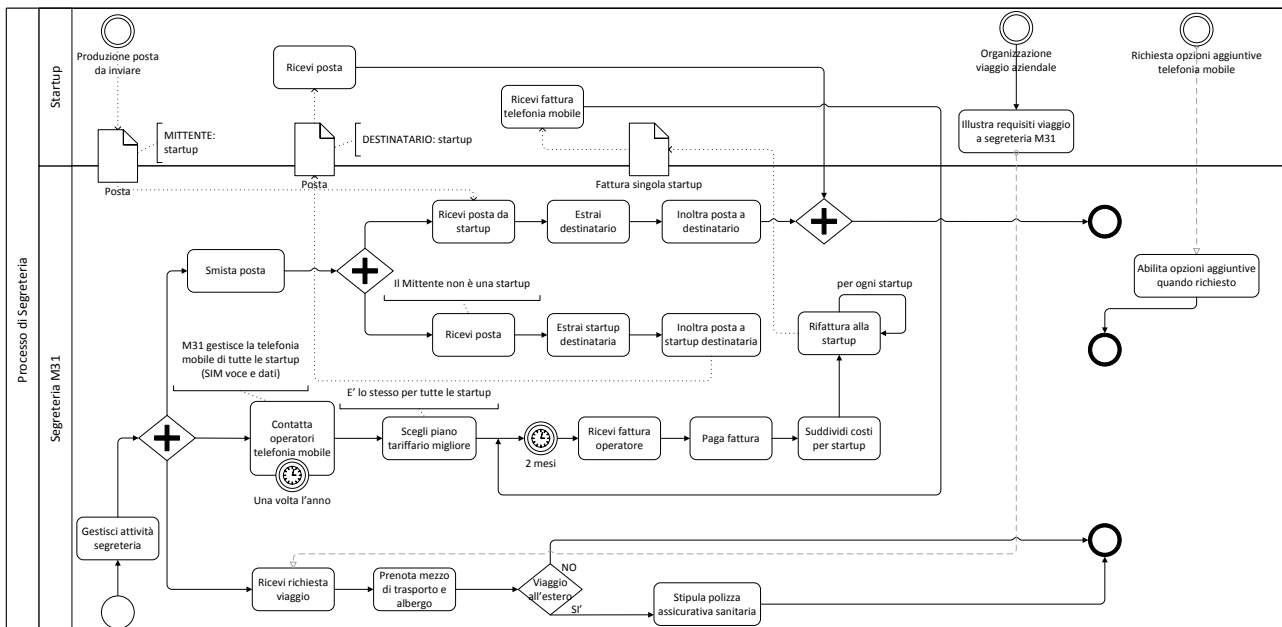 Processo di Segreteria
Startup
Segreteria M31
Produzione posta
da inviare
Ricevi posta
Organizzazione
viaggio aziendale
Richiesta opzioni aggiuntive
telefonia mobile
Ricevi fattura
telefonia mobile
Illustra requisiti viaggio
a segreteria M31
MITTENTE:
startup
DESTINATARIO: startup
Posta
Posta
Fattura singola startup
Ricevi posta da
startup
Estrai
destinatario
Inoltra posta a
destinatario
Smista posta
Il Mittente non è una startup
Abilita opzioni aggiuntive
quando richiesto
per ogni startup
Ricevi posta
Estrai startup
destinataria
Inoltra posta a
startup destinataria
Rifattura alla
startup
M31 gestisce la telefonia
mobile di tutte le startup
(SIM voce e dati)
E’ lo stesso per tutte le startup
Contatta
operatori
telefonia mobile
Scegli piano
tariffario migliore
2 mesi
Ricevi fattura
operatore
Paga fattura
Suddividi costi
per startup
Una volta l’anno
Gestisci attività
segreteria
Ricevi richiesta
viaggio
Prenota mezzo
di trasporto e
albergo
Viaggio
all’estero
NO
SI’
Stipula polizza
assicurativa sanitaria